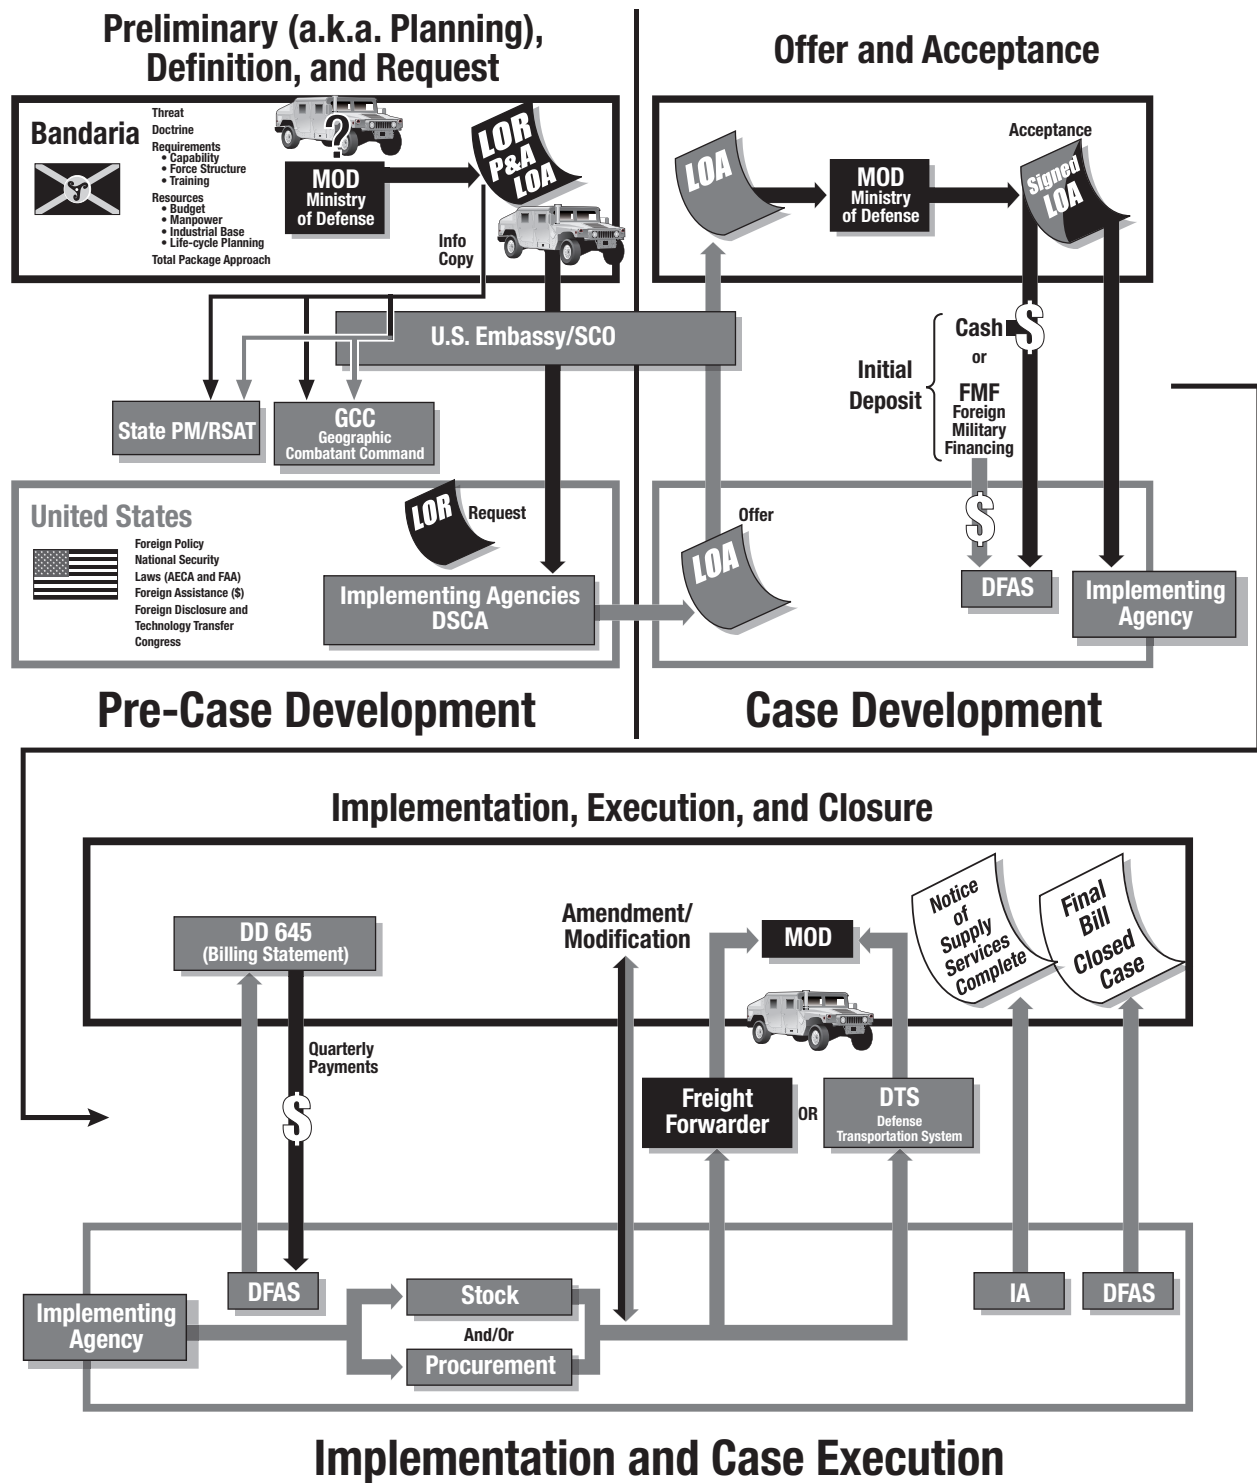 Preliminary (a.k.a. Planning),
Definition, and Request
Offer and Acceptance
Bandaria
Threat
Doctrine
Requirements
• Capability
• Force Structure
• Training
Resources
• Budget
• Manpower
• Industrial Base
• Life-cycle Planning
Total Package Approach
?
MOD
Ministry
of Defense
LOR
P&A
LOA
Info
Copy
LOA
MOD
Ministry
of Defense
Acceptance
Signed
LOA
U.S. Embassy/SCO
State PM/RSAT
GCC
Geographic
Combatant Command
Initial
Deposit
Cash
$
or
FMF
Foreign
Military
Financing
$
United States
Foreign Policy
National Security
Laws (AECA and FAA)
Foreign Assistance ($)
Foreign Disclosure and
Technology Transfer
Congress
LOR
Request
Implementing Agencies
DSCA
Offer
LOA
DFAS
Implementing
Agency
Pre-Case Development
Case Development
Implementation, Execution, and Closure
DD 645
(Billing Statement)
Quarterly
Payments
$
Amendment/
Modification
MOD
Freight
Forwarder
OR
DTS
Defense
Transportation System
Notice
of
Supply
Services
Complete
Final
Bill
Closed
Case
Implementing
Agency
DFAS
Stock
And/Or
Procurement
IA
DFAS
Implementation and Case Execution